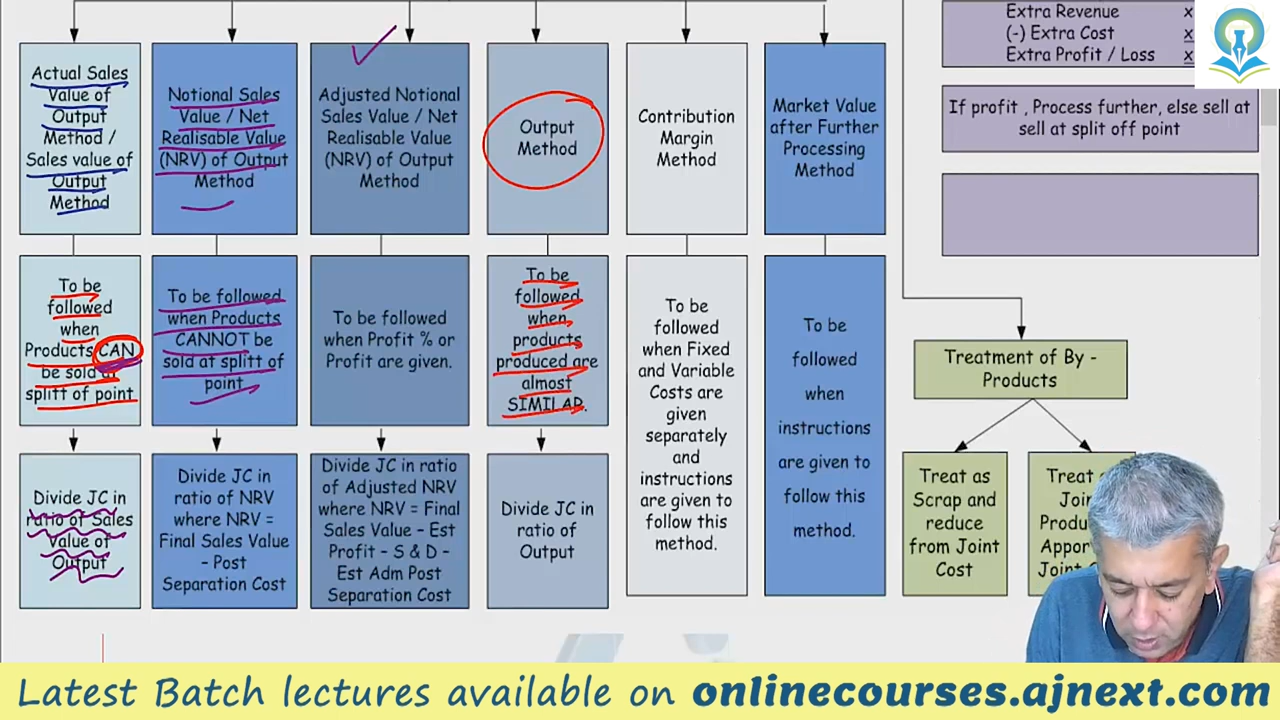 Actual Sales
Value of
Output
Method /
Sales value of
Output
Method
Notional Sales
Value / Net
Realisable Value
(NRV) of Output
Method
Adjusted Notional
Sales Value / Net
Realisable Value
(NRV) of Output
Method
Output
Method
Contribution
Margin
Method
Market Value
after Further
Processing
Method
Extra Revenue x
(-) Extra Cost x
Extra Profit / Loss x
If profit , Process further, else sell at
sell at split off point
To be
followed
when
Products CAN
be sold at
splitt of point
To be followed
when Products
CANNOT be
sold at splitt of
point
To be followed
when Profit % or
Profit are given.
To be
followed
when
products
produced are
almost
SIMILAR.
To be
followed
when Fixed
and Variable
Costs are
given
separately
and
instructions
are given to
follow this
method.
To be
followed
when
instructions
are given to
follow this
method.
Treatment of By -
Products
Divide JC in
ratio of Sales
Value of
Output
Divide JC in
ratio of NRV
where NRV =
Final Sales Value
– Post
Separation Cost
Divide JC in ratio
of Adjusted NRV
where NRV = Final
Sales Value – Est
Profit – S & D –
Est Adm Post
Separation Cost
Divide JC in
ratio of
Output
Treat as
Scrap and
reduce
from Joint
Cost
Treat
Latest Batch lectures available on onlinecourses.ajnext.com